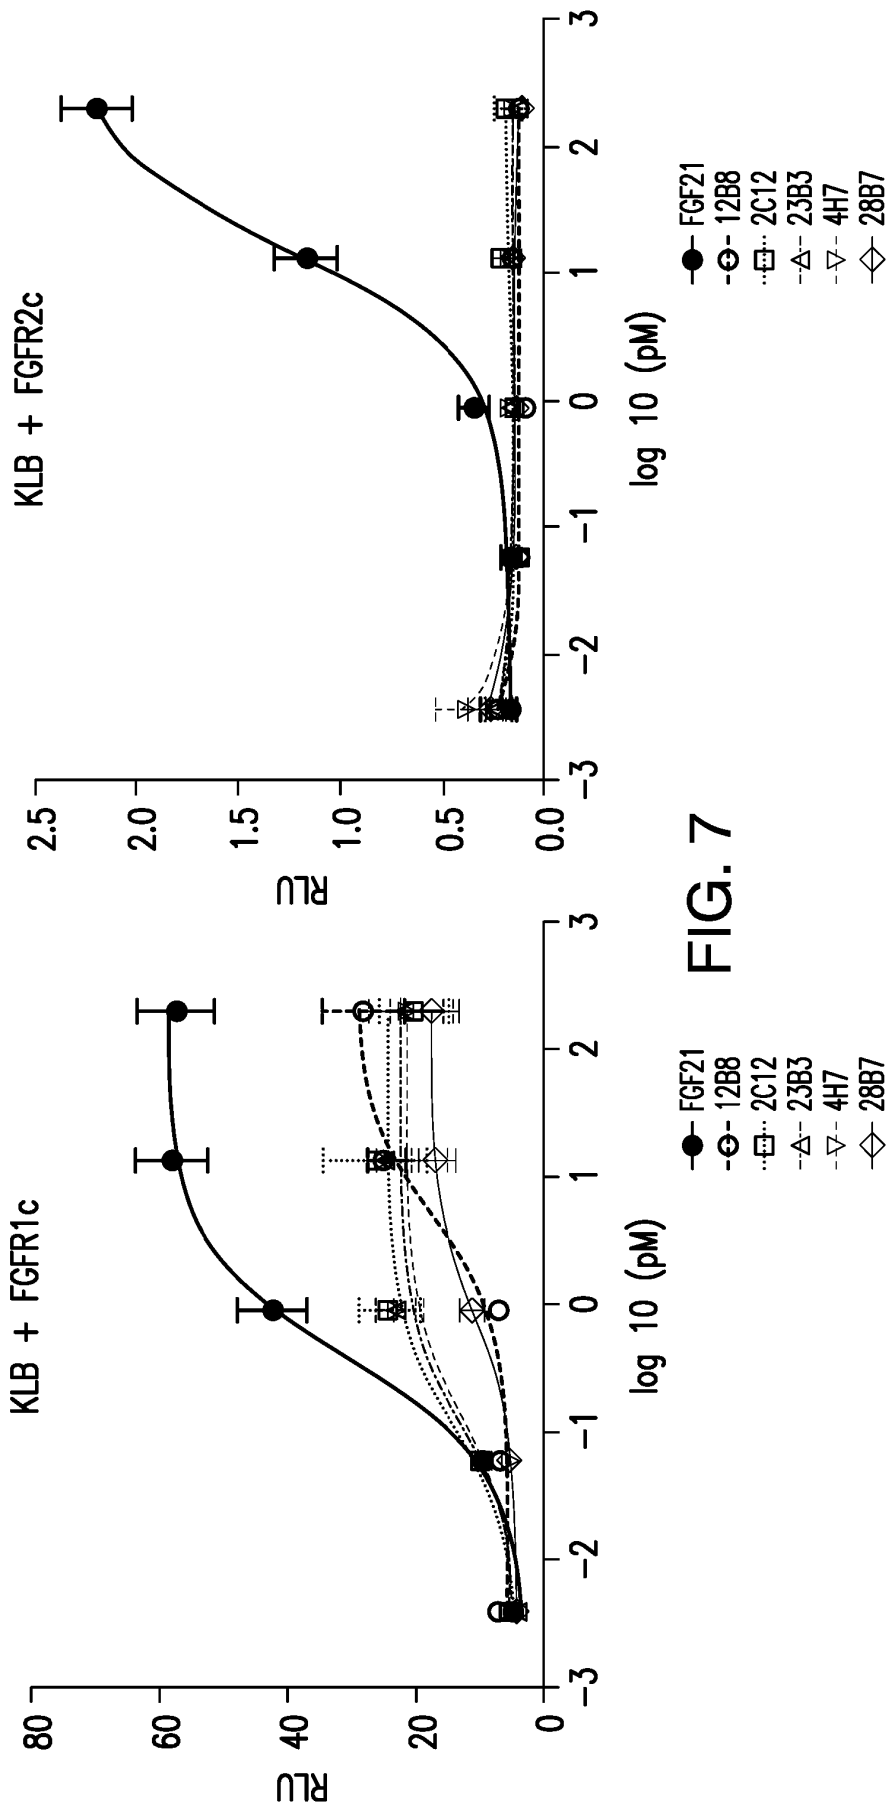 KLB + FGFR1c
RLU
80
60
40
20
0
-3
-2
-1
0
1
2
3
log 10 (pM)
FGF21
12B8
2C12
23B3
4H7
28B7
KLB + FGFR2c
RLU
2.5
2.0
1.5
1.0
0.5
0.0
-3
-2
-1
0
1
2
3
log 10 (pM)
FGF21
12B8
2C12
23B3
4H7
28B7
FIG. 7